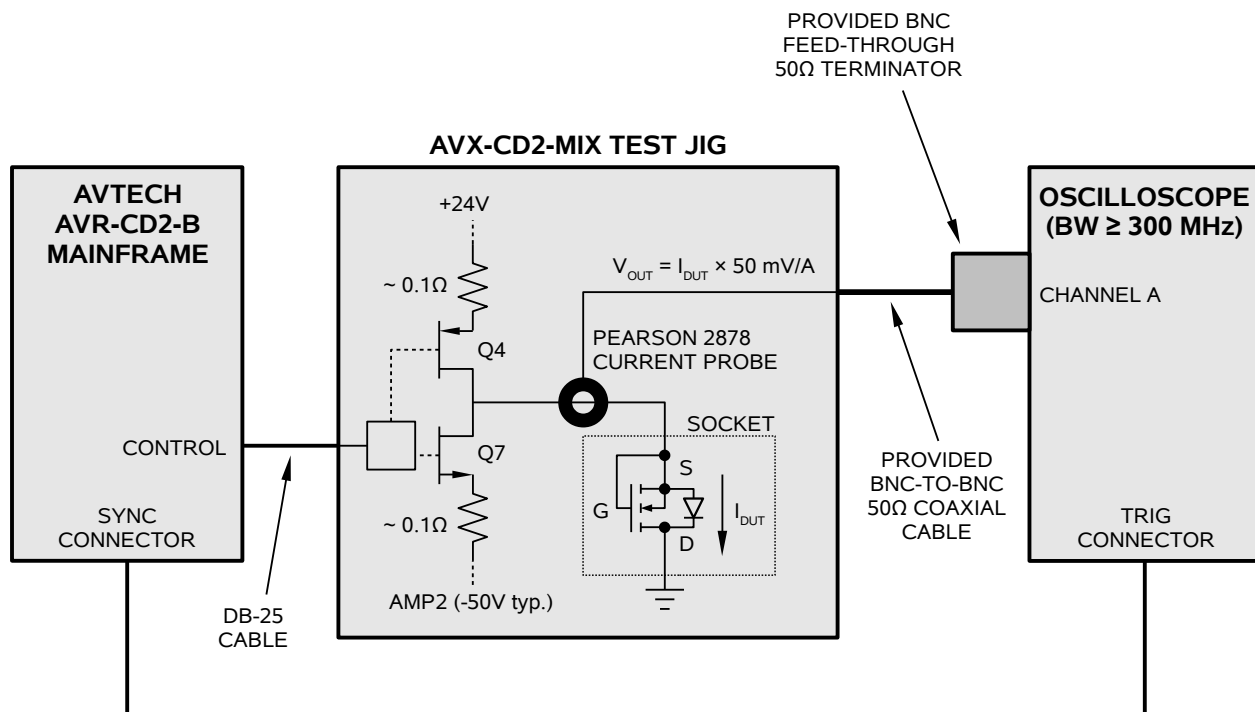 PROVIDED BNC
FEED-THROUGH
50Ω TERMINATOR
AVX-CD2-MIX TEST JIG
AVTECH
AVR-CD2-B
MAINFRAME
CONTROL
SYNC
CONNECTOR
DB-25
CABLE
+24V
~ 0.1Ω
Q4
Q7
~ 0.1Ω
AMP2 (-50V typ.)
V_OUT = I_DUT × 50 mV/A
PEARSON 2878
CURRENT PROBE
SOCKET
S
G
D
I_DUT
OSCILLOSCOPE
(BW ≥ 300 MHz)
CHANNEL A
PROVIDED
BNC-TO-BNC
50Ω COAXIAL
CABLE
TRIG
CONNECTOR